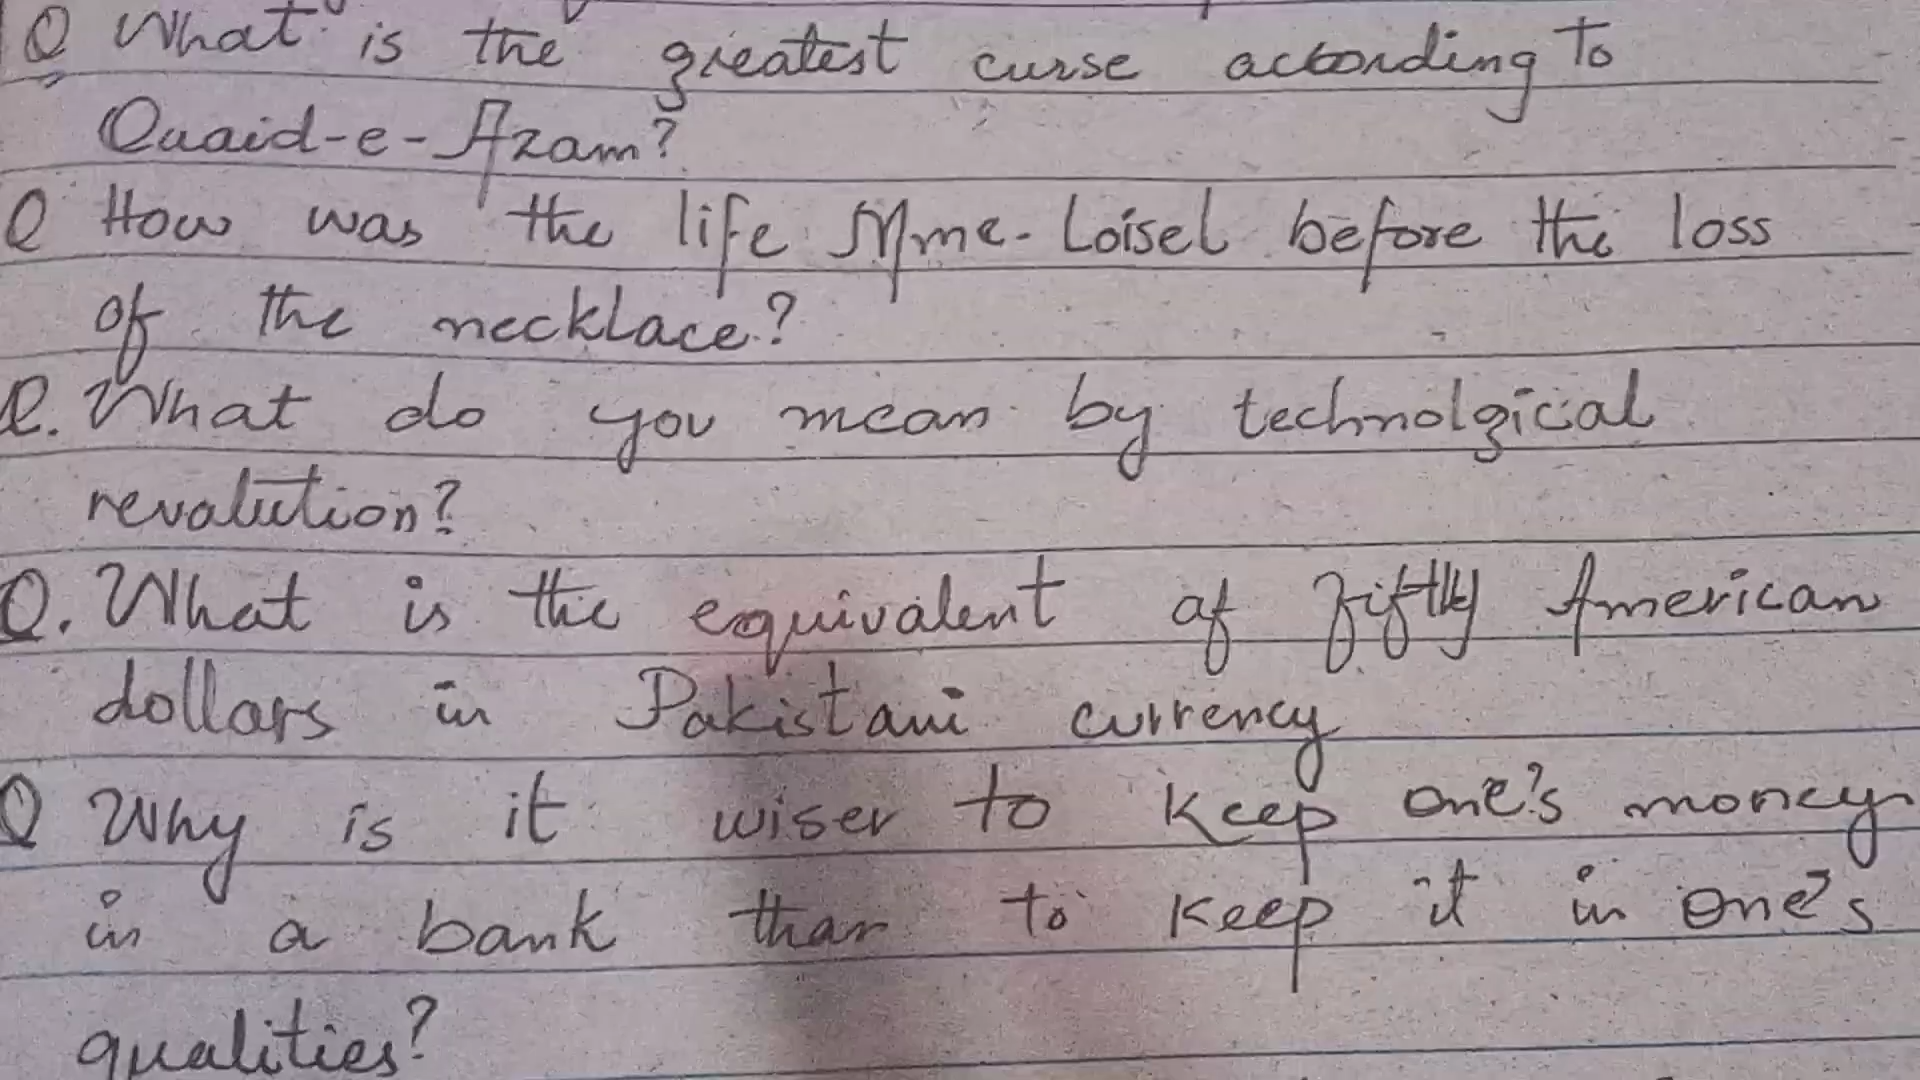 Q What is the greatest curse according to
Quaid-e-Azam?
Q How was the life Mme. Loisel before the loss
of the necklace?
Q. What do you mean by technolgical
revalution?
Q. What is the equivalent of fiftly American
dollars in Pakistani currency
Q Why is it wiser to keep one's money
in a bank than to keep it in one's
qualities?